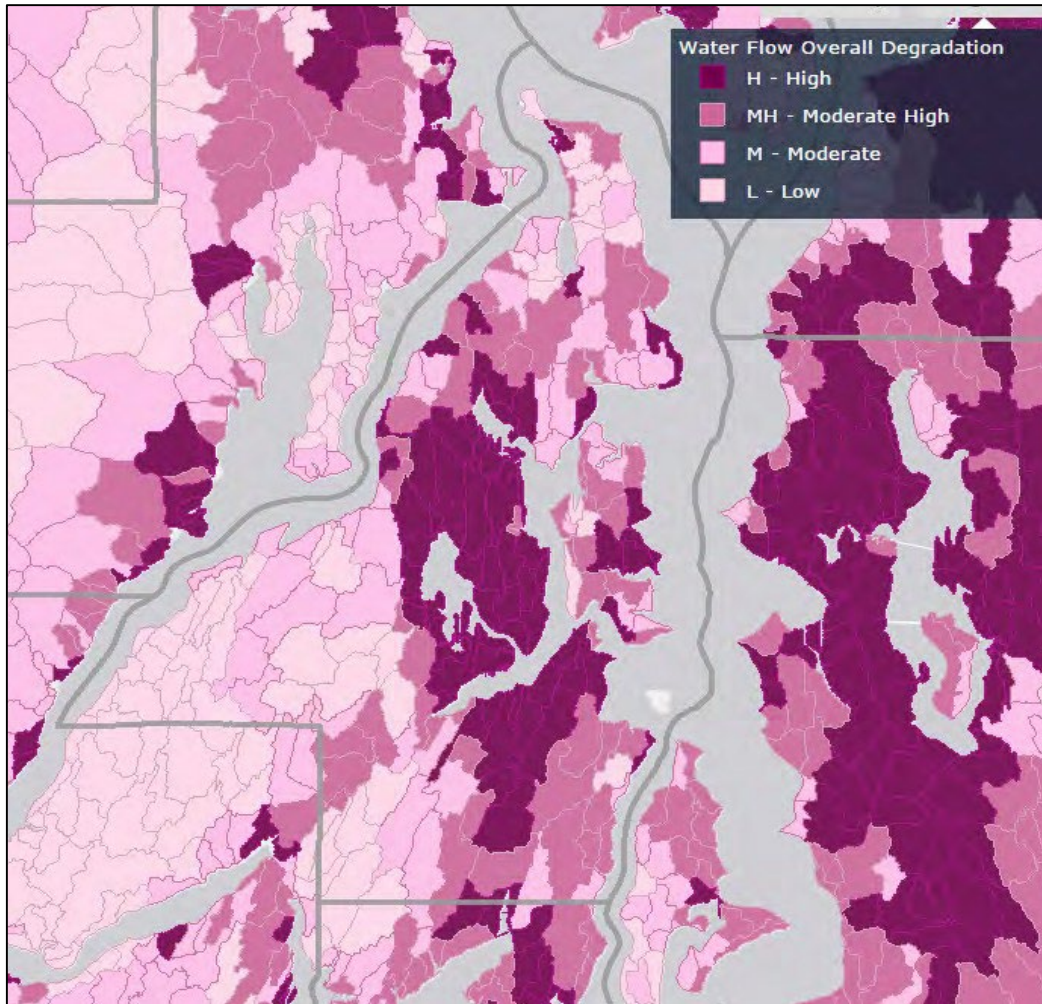 Water Flow Overall Degradation
H - High
MH - Moderate High
M - Moderate
L - Low